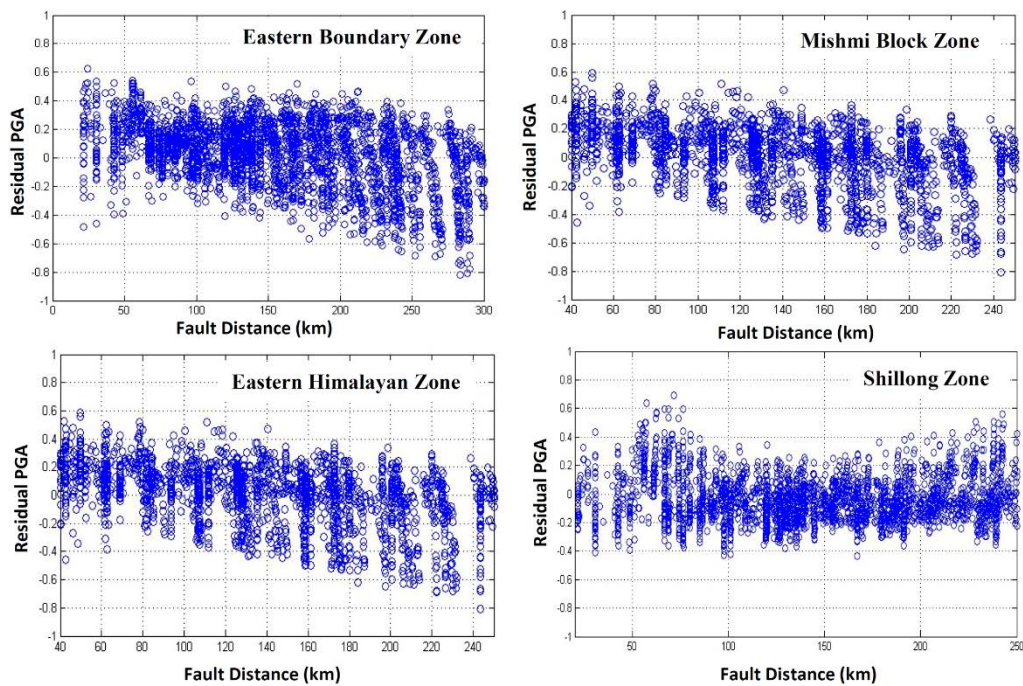 Eastern Boundary Zone
Residual PGA
1
0.8
0.6
0.4
0.2
0
-0.2
-0.4
-0.6
-0.8
-1
0 50 100 150 200 250 300
Fault Distance (km)
Mishmi Block Zone
Residual PGA
1
0.8
0.6
0.4
0.2
0
-0.2
-0.4
-0.6
-0.8
-1
40 60 80 100 120 140 160 180 200 220 240
Fault Distance (km)
Eastern Himalayan Zone
Residual PGA
1
0.8
0.6
0.4
0.2
0
-0.2
-0.4
-0.6
-0.8
-1
40 60 80 100 120 140 160 180 200 220 240
Fault Distance (km)
Shillong Zone
Residual PGA
1
0.8
0.6
0.4
0.2
0
-0.2
-0.4
-0.6
-0.8
-1
50 100 150 200 250
Fault Distance (km)